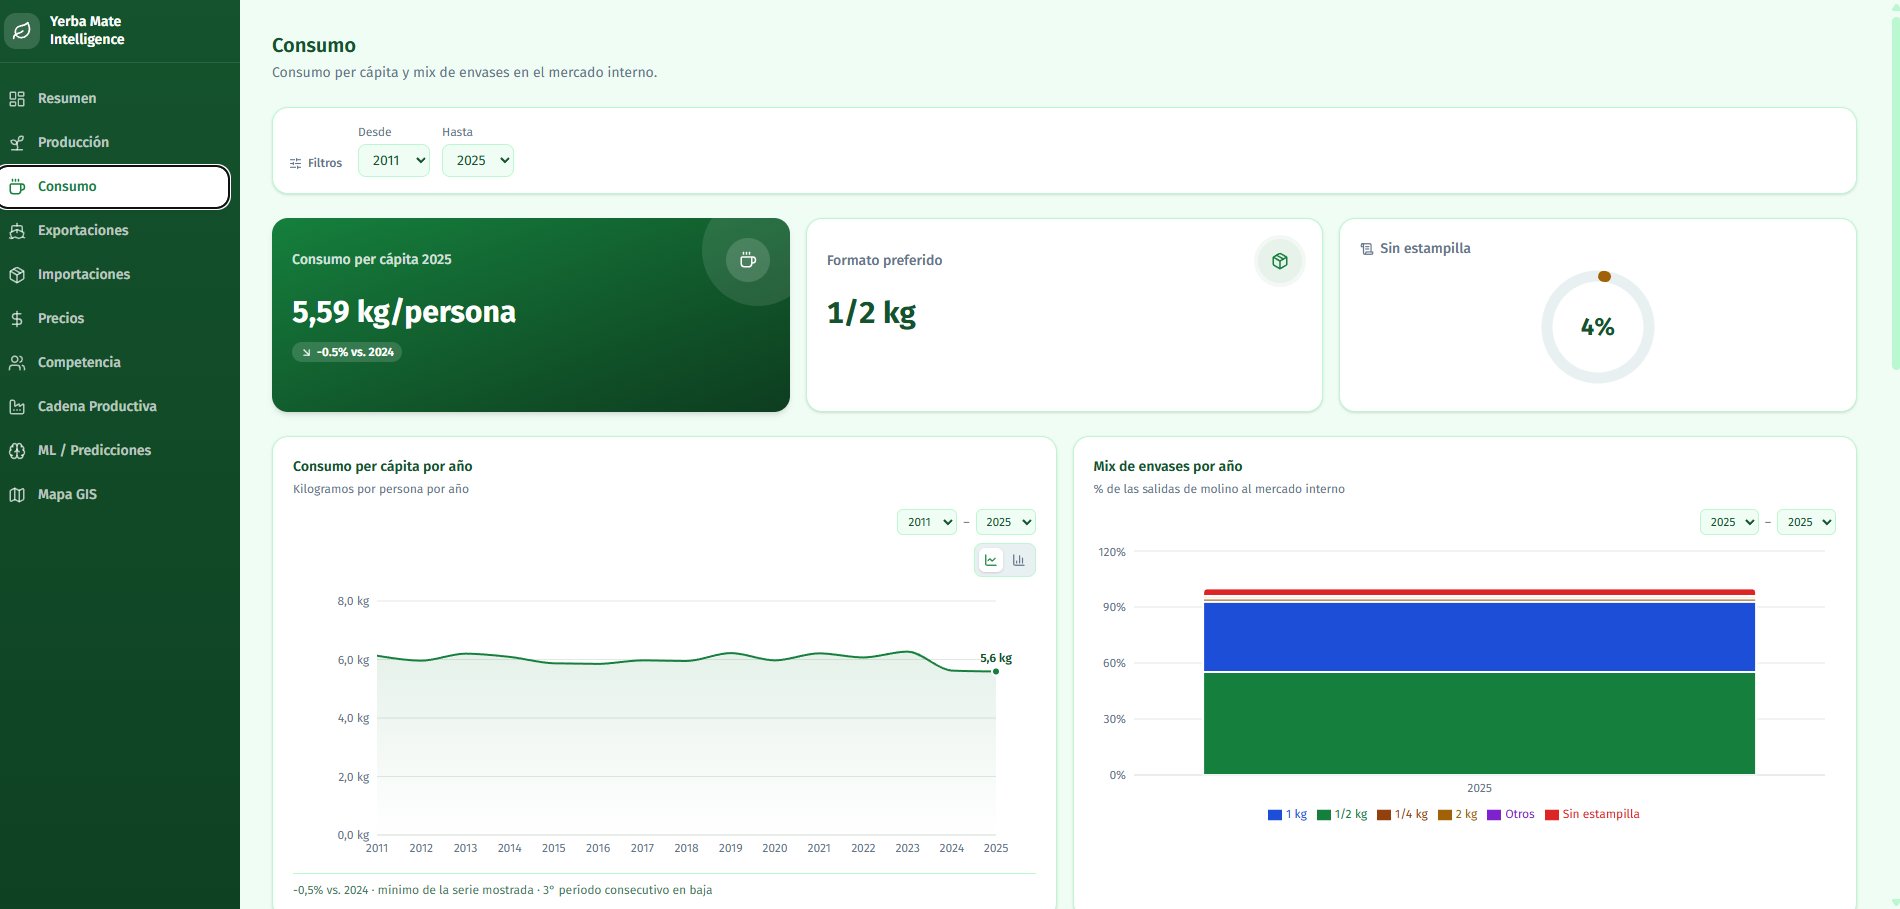 Yerba Mate
Intelligence
Resumen
Producción
Consumo
Exportaciones
Importaciones
Precios
Competencia
Cadena Productiva
ML / Predicciones
Mapa GIS
Consumo
Consumo per cápita y mix de envases en el mercado interno.
Filtros
Desde
2011
Hasta
2025
Consumo per cápita 2025
5,59 kg/persona
-0.5% vs. 2024
Formato preferido
1/2 kg
Sin estampilla
4%
Consumo per cápita por año
Kilogramos por persona por año
2011 – 2025
8,0 kg
6,0 kg
4,0 kg
2,0 kg
0,0 kg
5,6 kg
2011 2012 2013 2014 2015 2016 2017 2018 2019 2020 2021 2022 2023 2024 2025
-0,5% vs. 2024 · mínimo de la serie mostrada · 3° periodo consecutivo en baja
Mix de envases por año
% de las salidas de molino al mercado interno
2025 – 2025
120%
90%
60%
30%
0%
2025
1 kg 1/2 kg 1/4 kg 2 kg Otros Sin estampilla